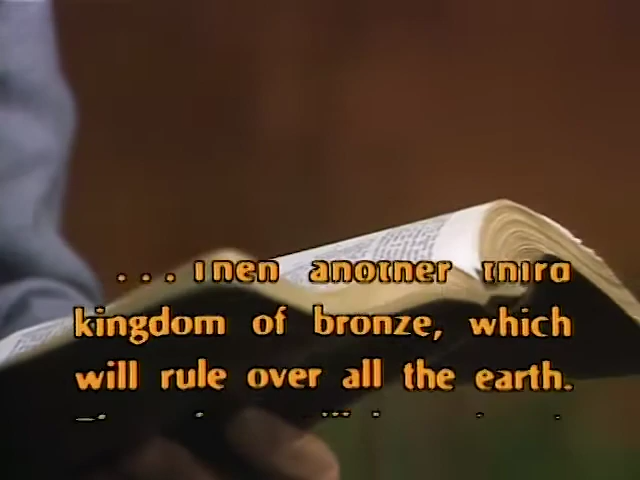 ...Then another third
kingdom of bronze, which
will rule over all the earth.